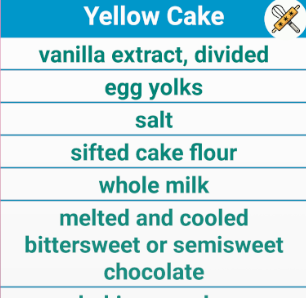 Yellow Cake
vanilla extract, divided
egg yolks
salt
sifted cake flour
whole milk
melted and cooled
bittersweet or semisweet
chocolate